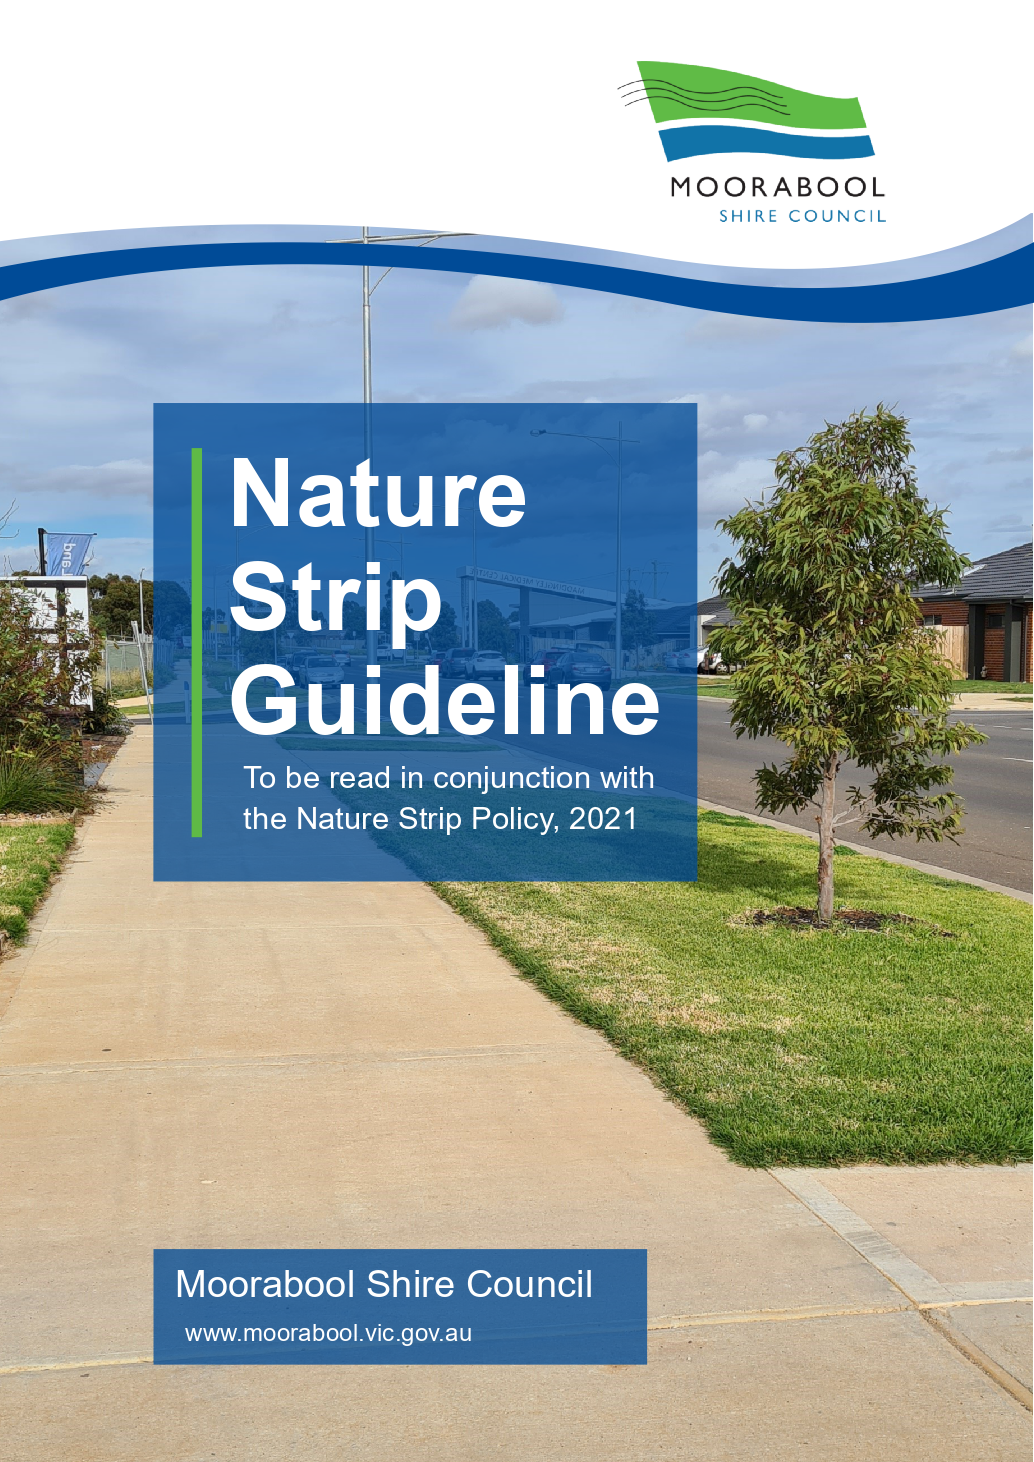 MOORABOOL
SHIRE COUNCIL
Nature
Strip
Guideline
To be read in conjunction with
the Nature Strip Policy, 2021
Moorabool Shire Council
www.moorabool.vic.gov.au